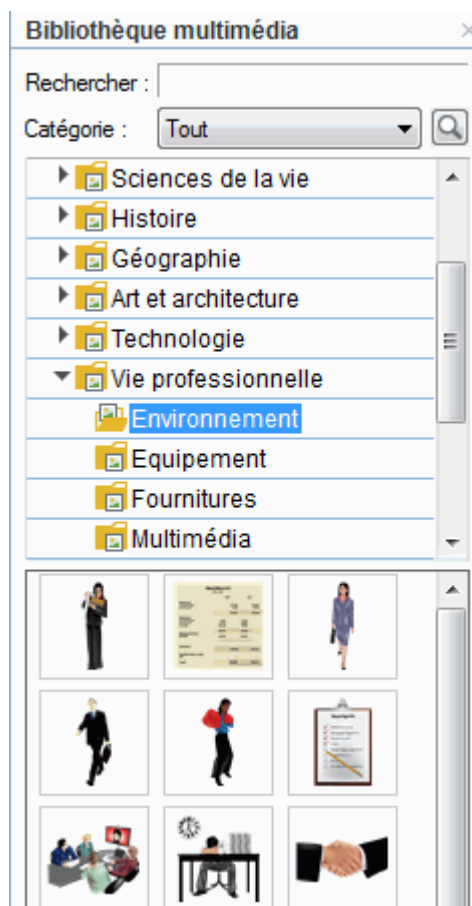 Bibliothèque multimédia
Rechercher :
Catégorie : Tout
Sciences de la vie
Histoire
Géographie
Art et architecture
Technologie
Vie professionnelle
Environnement
Equipement
Fournitures
Multimédia